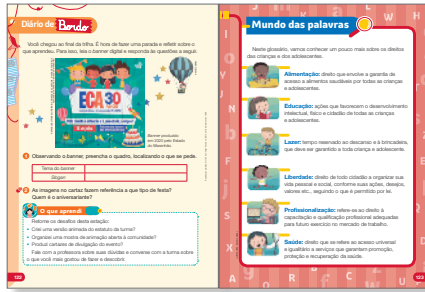 Diário de Bordo
Você chegou ao final da trilha. É hora de fazer uma parada e refletir sobre
o que aprendeu. Para isso, leia o banner digital e responda às questões a seguir.
ECA 30
Banner produzido
em 2020 pelo Estado
do Maranhão.
1 Observando o banner, preencha o quadro, localizando o que se pede.
Tema do banner
Slogan
2 As imagens no cartaz fazem referência a que tipo de festa?
Quem é o aniversariante?
O que aprendi
Retome os desafios desta estação:
• Criar uma versão animada do estatuto da turma?
• Organizar uma mostra de animação aberta à comunidade?
• Produzir cartazes de divulgação do evento?
Fale com a professora sobre suas dúvidas e converse com a turma sobre
o que você mais gostou de fazer e descobrir.
122
Mundo das palavras
Neste glossário, vamos conhecer um pouco mais sobre os direitos
das crianças e dos adolescentes.
Alimentação: direito que envolve a garantia de
acesso a alimentos saudáveis por todas as crianças
e adolescentes.
Educação: ações que favorecem o desenvolvimento
intelectual, físico e cidadão de todas as crianças
e adolescentes.
Lazer: tempo reservado ao descanso e à brincadeira,
que deve ser garantido a toda criança e adolescente.
Liberdade: direito de todo cidadão a organizar sua
vida pessoal e social, conforme suas ações, desejos,
valores etc., seguindo o que é permitido por lei.
Profissionalização: refere-se ao direito à
capacitação e qualificação profissional adequadas
para futuro exercício no mercado de trabalho.
Saúde: direito que se refere ao acesso universal
e igualitário a serviços que garantem promoção,
proteção e recuperação da saúde.
123